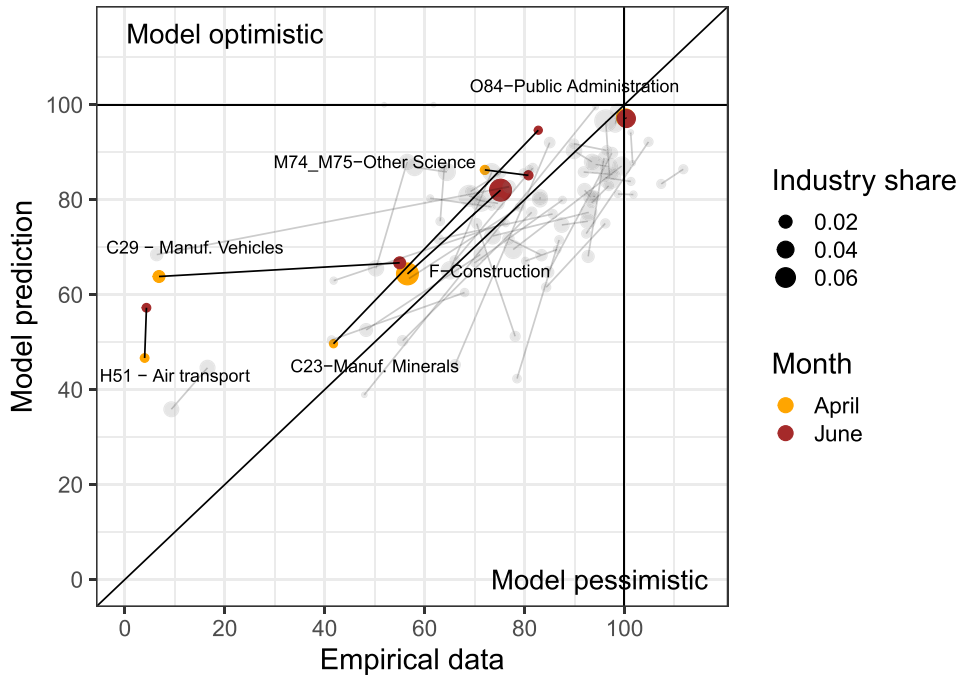 Model optimistic
O84−Public Administration
M74_M75−Other Science
C29 − Manuf. Vehicles
F−Construction
C23−Manuf. Minerals
H51 − Air transport
Model pessimistic
100
80
60
40
20
0
0 20 40 60 80 100
Model prediction
Empirical data
Industry share
0.02
0.04
0.06
Month
April
June